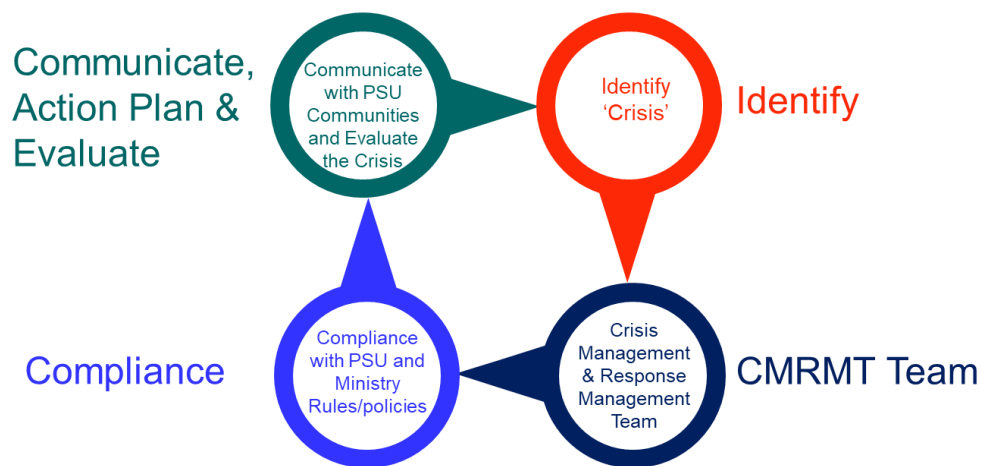 Communicate,
Action Plan &
Evaluate
Communicate
with PSU
Communities
and Evaluate
the Crisis
Identify
‘Crisis’
Identify
Compliance
Compliance
with PSU and
Ministry
Rules/policies
Crisis
Management
& Response
Management
Team
CMRMT Team